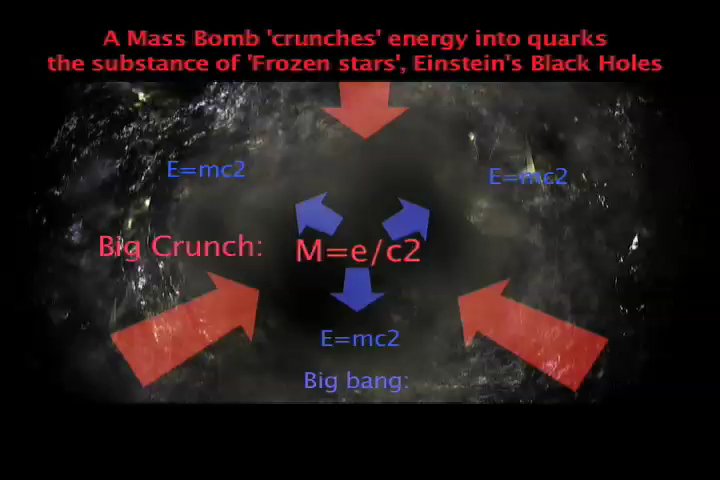 A Mass Bomb 'crunches' energy into quarks
the substance of 'Frozen stars', Einstein's Black Holes
E=mc2
E=mc2
Big Crunch: M=e/c2
E=mc2
Big bang: